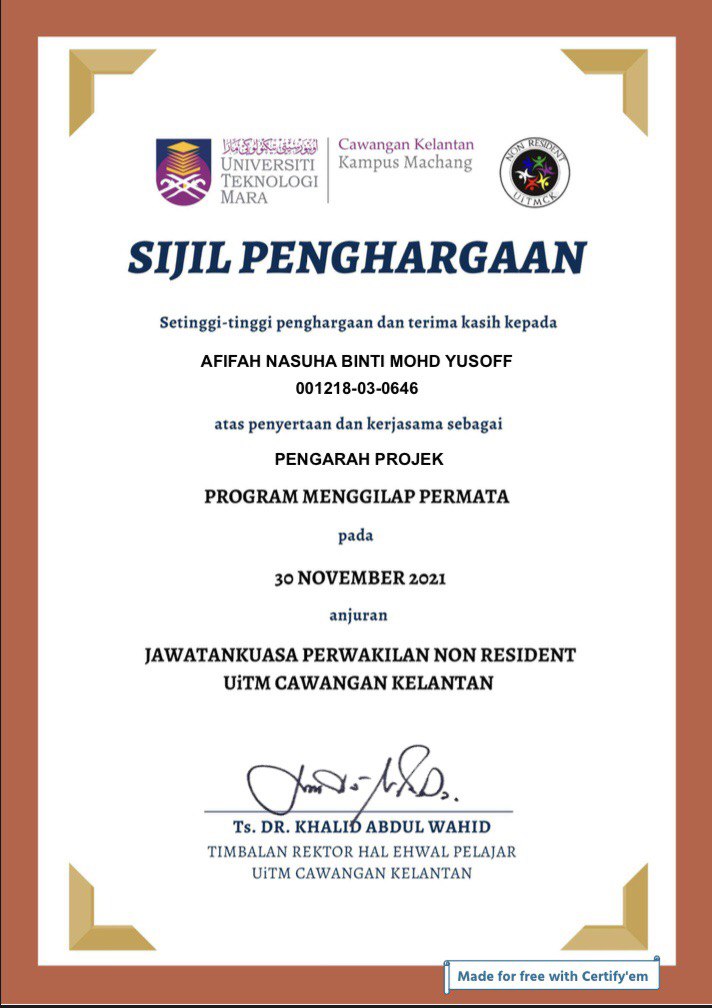 اونيۏرسيتي تيكنولوڬي مارا
UNIVERSITI
TEKNOLOGI
MARA
Cawangan Kelantan
Kampus Machang
NON RESIDENT
UiTMCK
SIJIL PENGHARGAAN
Setinggi-tinggi penghargaan dan terima kasih kepada
AFIFAH NASUHA BINTI MOHD YUSOFF
001218-03-0646
atas penyertaan dan kerjasama sebagai
PENGARAH PROJEK
PROGRAM MENGGILAP PERMATA
pada
30 NOVEMBER 2021
anjuran
JAWATANKUASA PERWAKILAN NON RESIDENT
UiTM CAWANGAN KELANTAN
Ts. DR. KHALID ABDUL WAHID
TIMBALAN REKTOR HAL EHWAL PELAJAR
UiTM CAWANGAN KELANTAN
Made for free with Certify'em